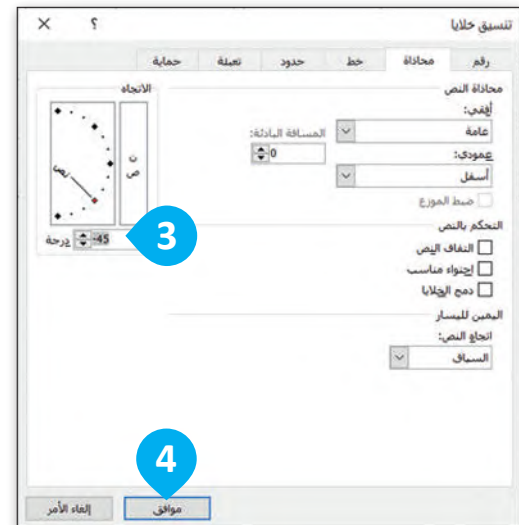 تنسيق خلايا ؟ ×
رقم محاذاة خط حدود تعبئة حماية
محاذاة النص
أفقي:
عامة
المسافة البادئة:
0
عمودي:
أسفل
ضبط الموزع
التحكم بالنص
التفاف النص
احتواء مناسب
دمج الخلايا
اليمين لليسار
اتجاه النص:
السياق
الاتجاه
ن
ص
نص
-45 درجة
3
4
موافق
إلغاء الأمر